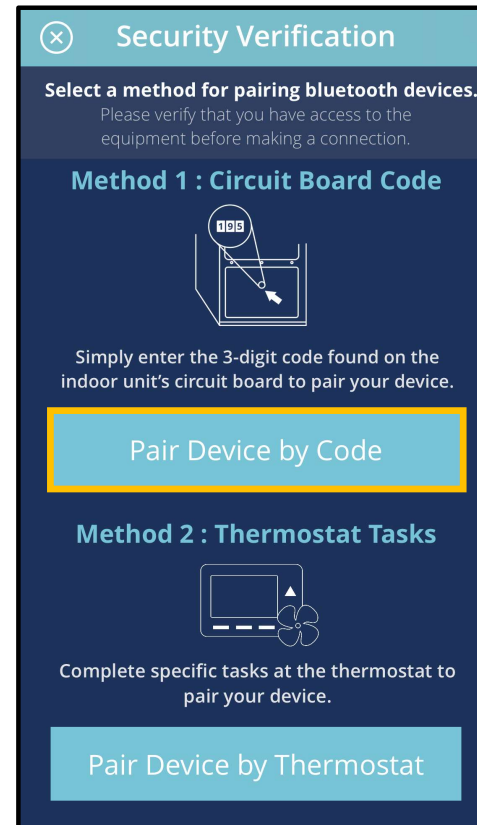 Security Verification
Select a method for pairing bluetooth devices.
Please verify that you have access to the
equipment before making a connection.
Method 1 : Circuit Board Code
195
Simply enter the 3-digit code found on the
indoor unit's circuit board to pair your device.
Pair Device by Code
Method 2 : Thermostat Tasks
Complete specific tasks at the thermostat to
pair your device.
Pair Device by Thermostat